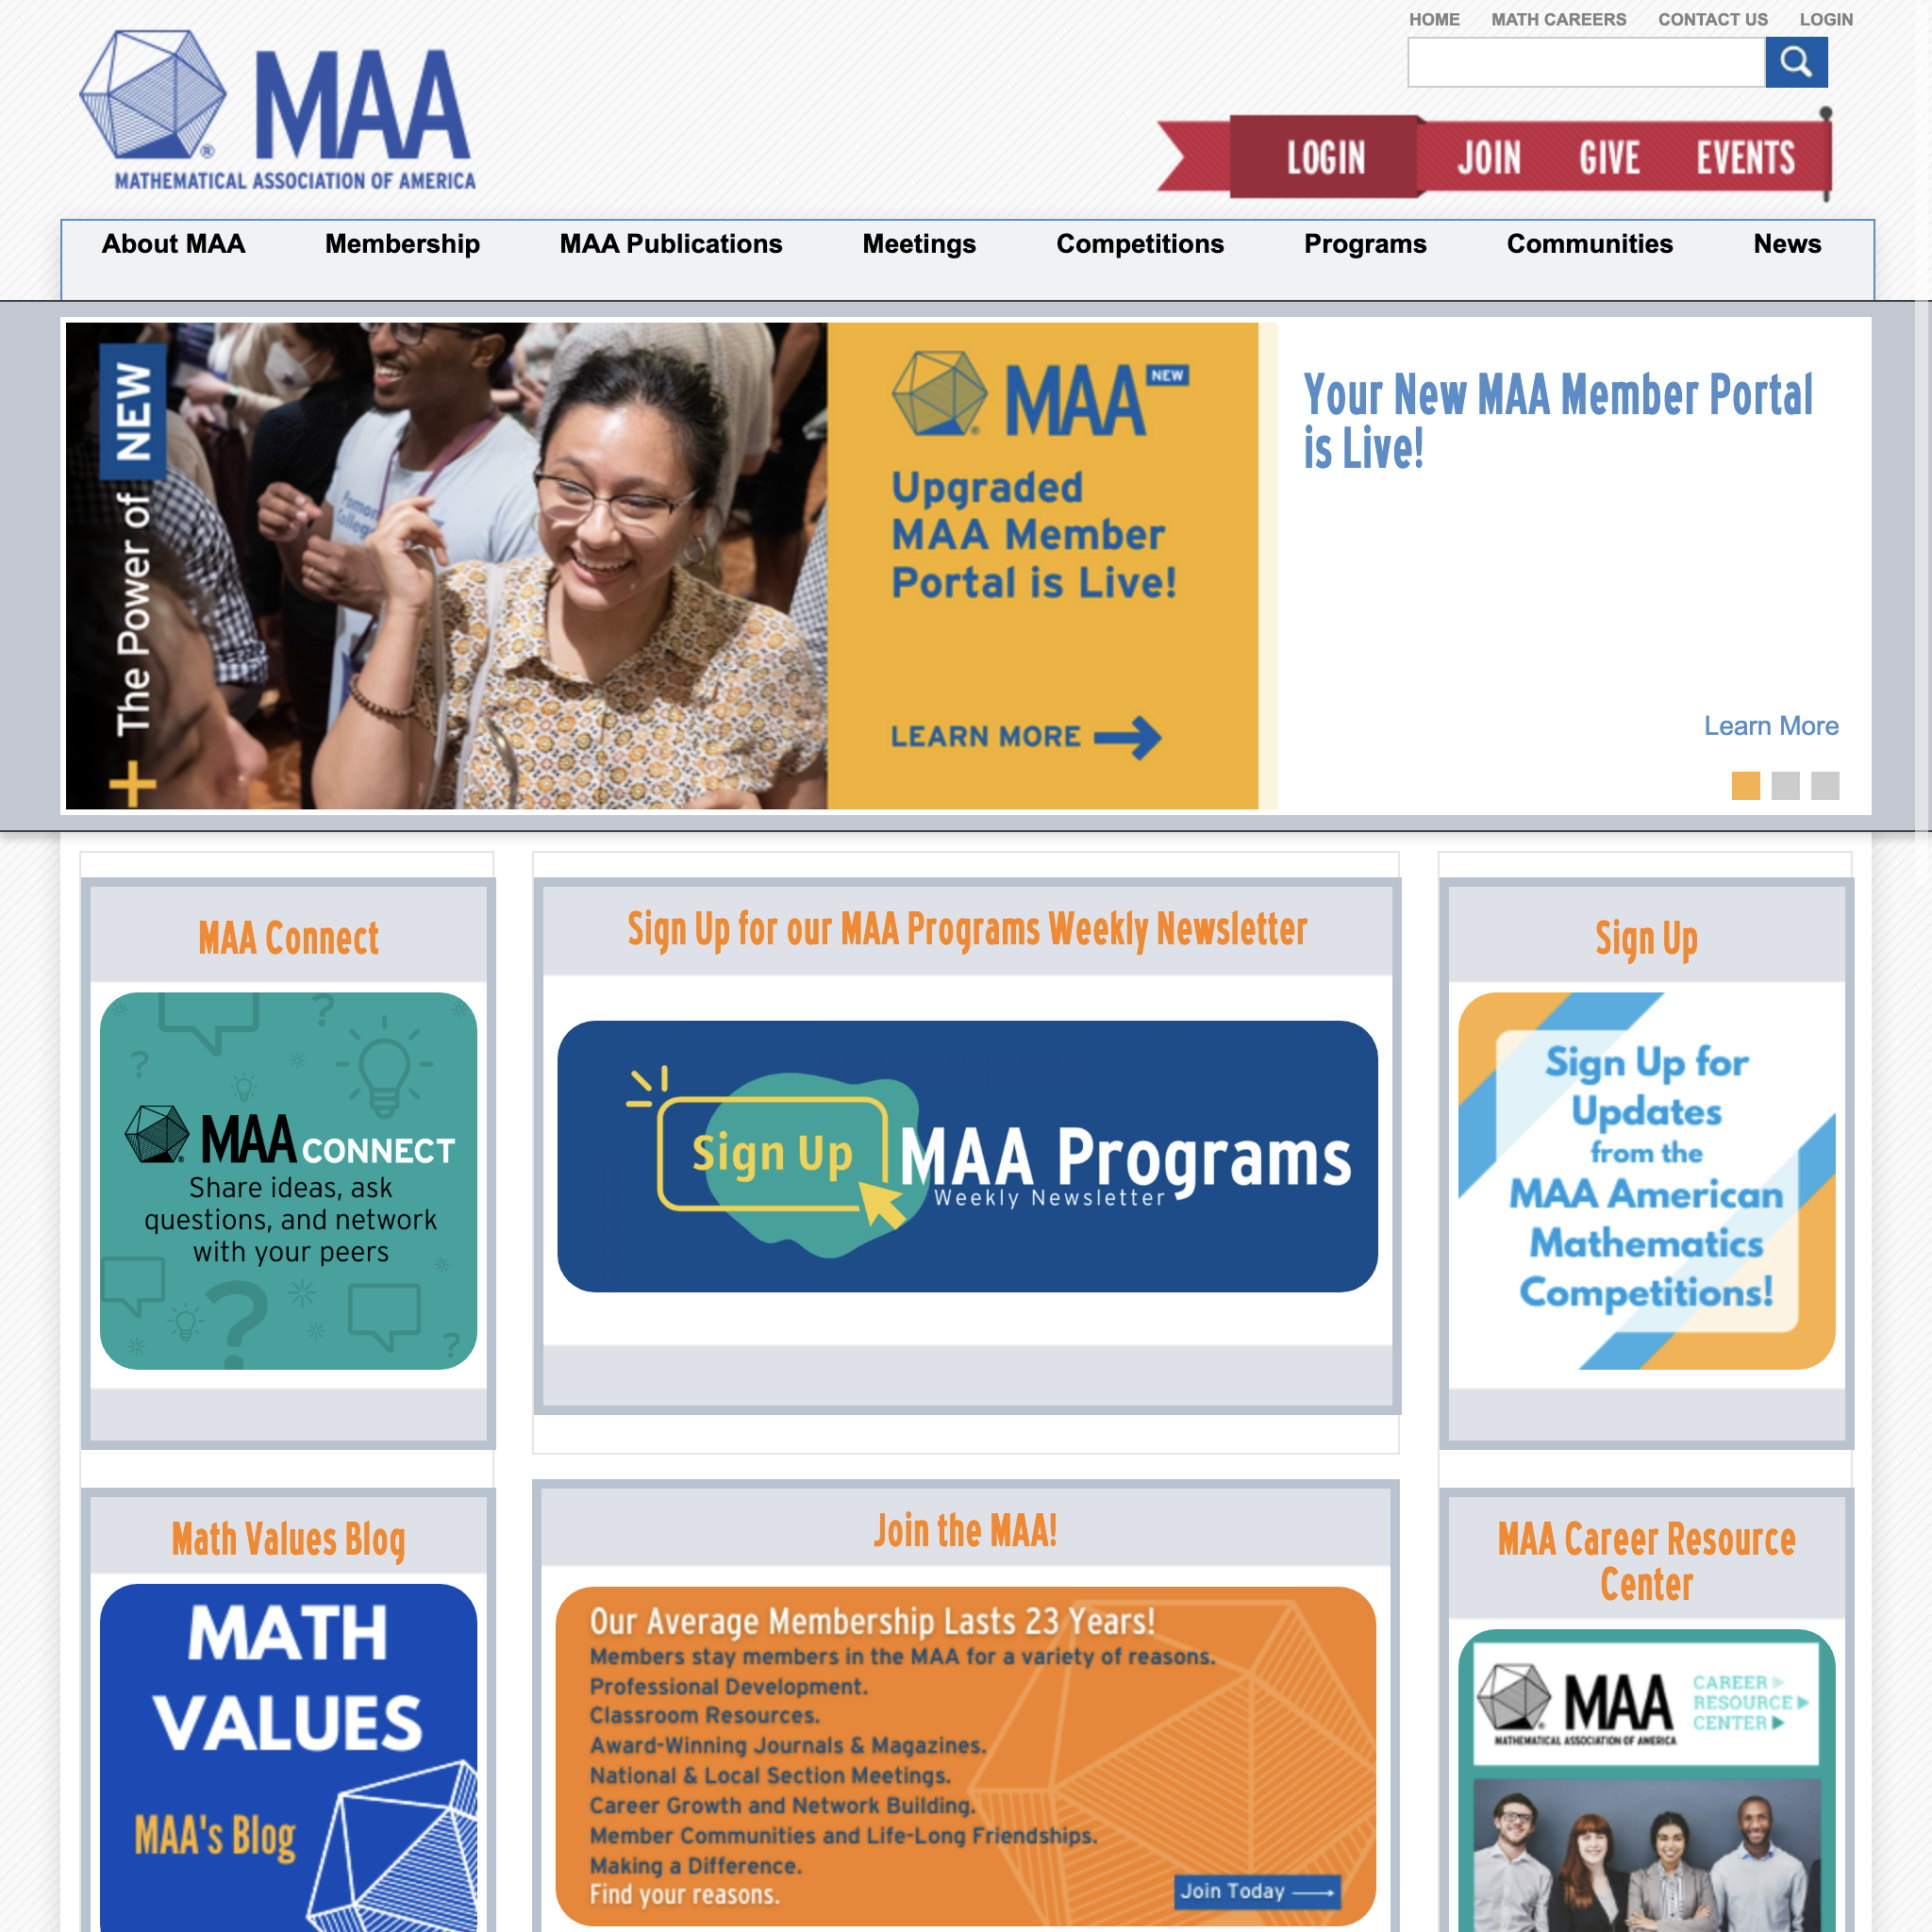 HOME MATH CAREERS CONTACT US LOGIN
MAA
MATHEMATICAL ASSOCIATION OF AMERICA
LOGIN JOIN GIVE EVENTS
About MAA Membership MAA Publications Meetings Competitions Programs Communities News
+ The Power of NEW
Pomona
College
MAA NEW
Upgraded
MAA Member
Portal is Live!
LEARN MORE
Your New MAA Member Portal
is Live!
Learn More
MAA Connect
MAA CONNECT
Share ideas, ask
questions, and network
with your peers
Sign Up for our MAA Programs Weekly Newsletter
Sign Up
MAA Programs
Weekly Newsletter
Sign Up
Sign Up for
Updates
from the
MAA American
Mathematics
Competitions!
Math Values Blog
MATH
VALUES
MAA's Blog
Join the MAA!
Our Average Membership Lasts 23 Years!
Members stay members in the MAA for a variety of reasons.
Professional Development.
Classroom Resources.
Award-Winning Journals & Magazines.
National & Local Section Meetings.
Career Growth and Network Building.
Member Communities and Life-Long Friendships.
Making a Difference.
Find your reasons.
Join Today
MAA Career Resource
Center
MAA
MATHEMATICAL ASSOCIATION OF AMERICA
CAREER
RESOURCE
CENTER